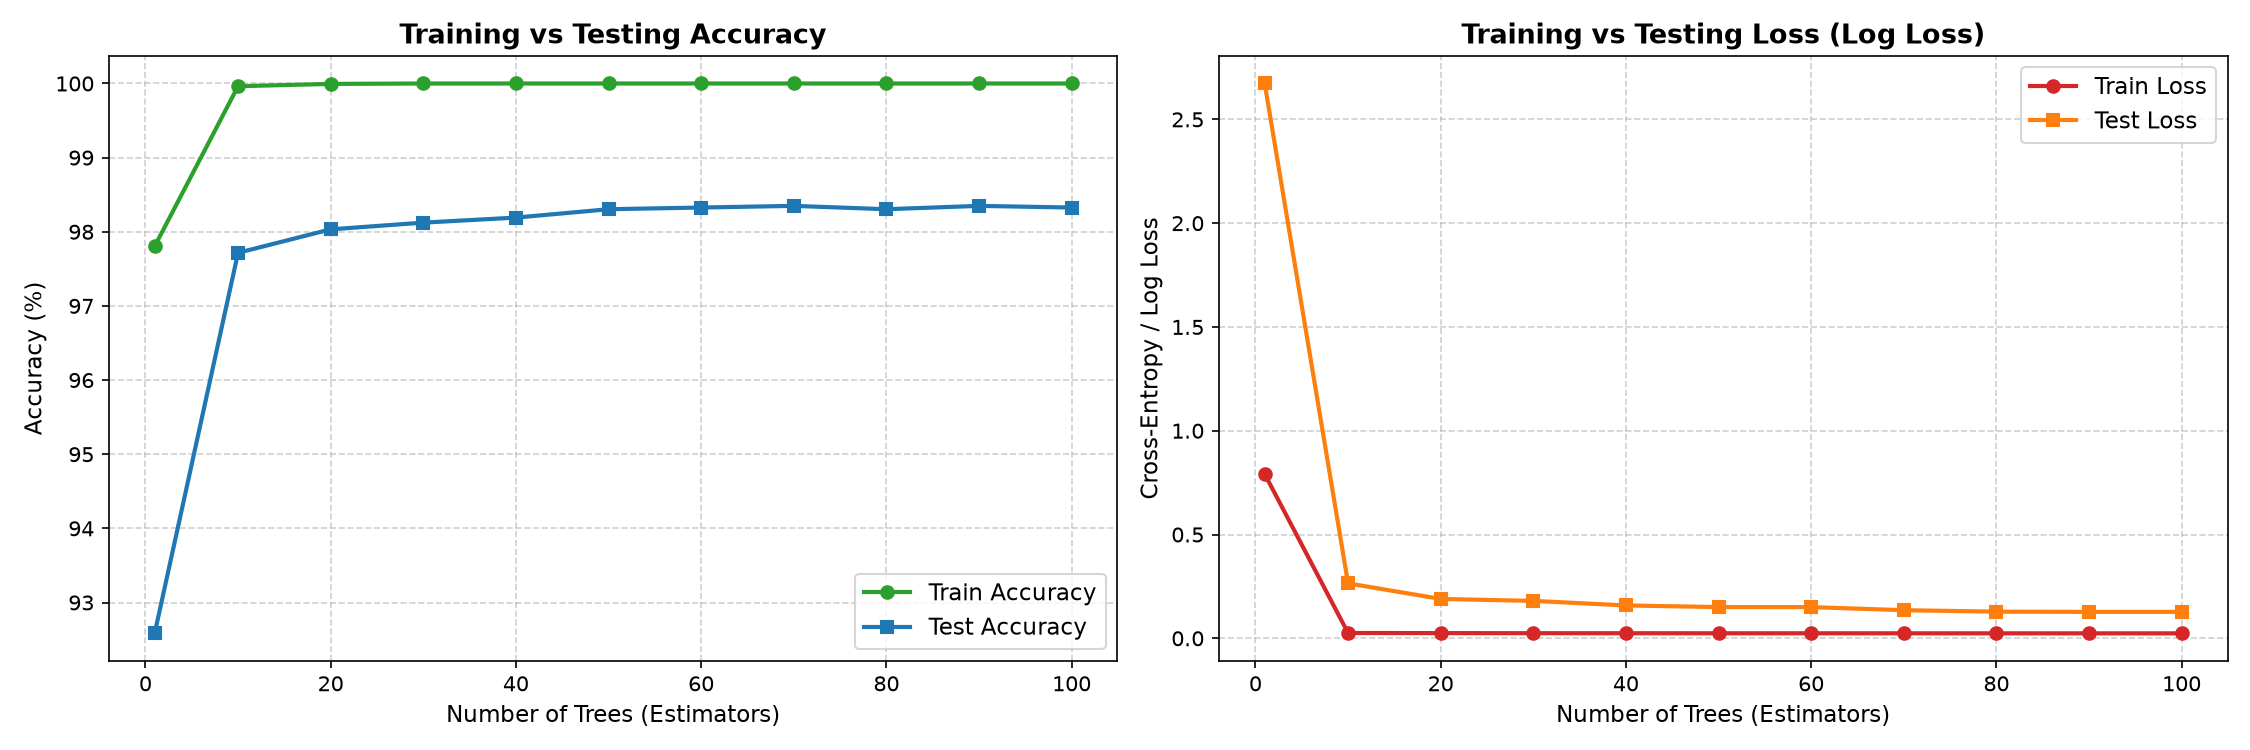 Training vs Testing Accuracy
100
99
98
97
96
95
94
93
Accuracy (%)
0 20 40 60 80 100
Number of Trees (Estimators)
Train Accuracy
Test Accuracy
Training vs Testing Loss (Log Loss)
2.5
2.0
1.5
1.0
0.5
0.0
Cross-Entropy / Log Loss
0 20 40 60 80 100
Number of Trees (Estimators)
Train Loss
Test Loss